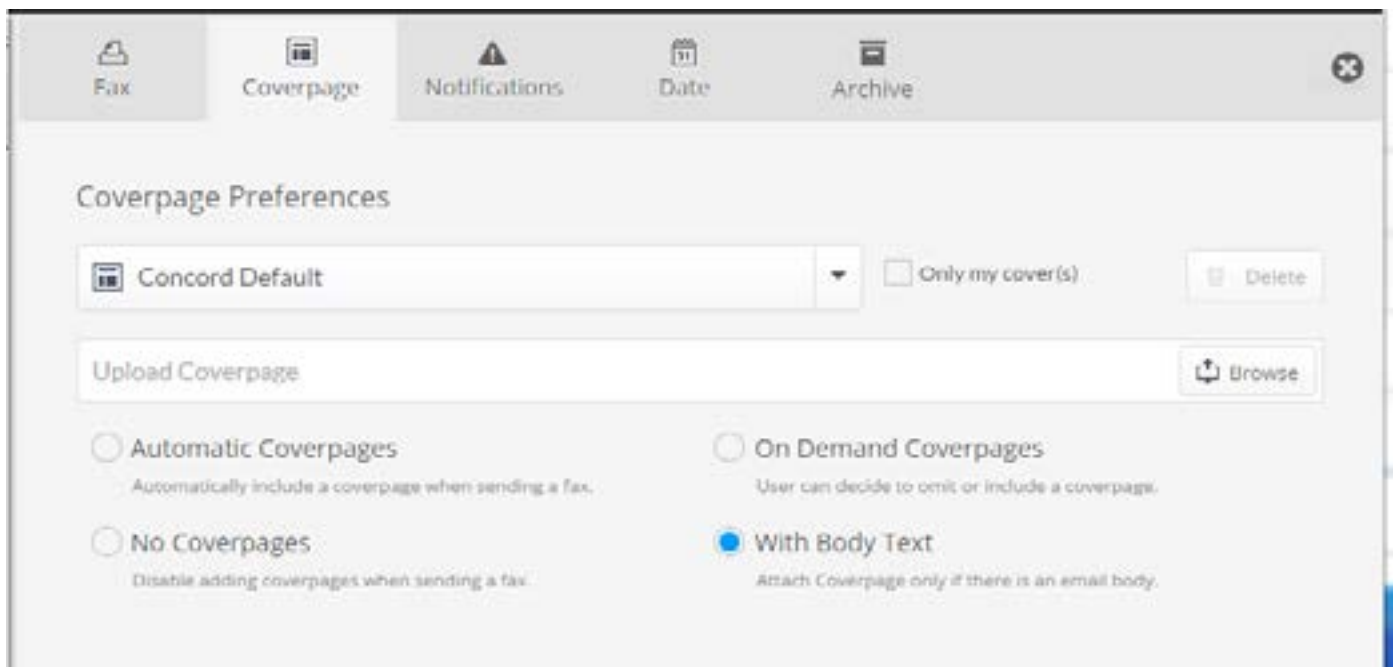 Fax
Coverpage
Notifications
Date
Archive
Coverpage Preferences
Concord Default
Only my cover(s)
Delete
Upload Coverpage
Browse
Automatic Coverpages
On Demand Coverpages
Automatically include a coverpage when sending a fax.
User can decide to omit or include a coverpage.
No Coverpages
With Body Text
Disable adding coverpages when sending a fax
Attach Coverpage only if there is an email body.